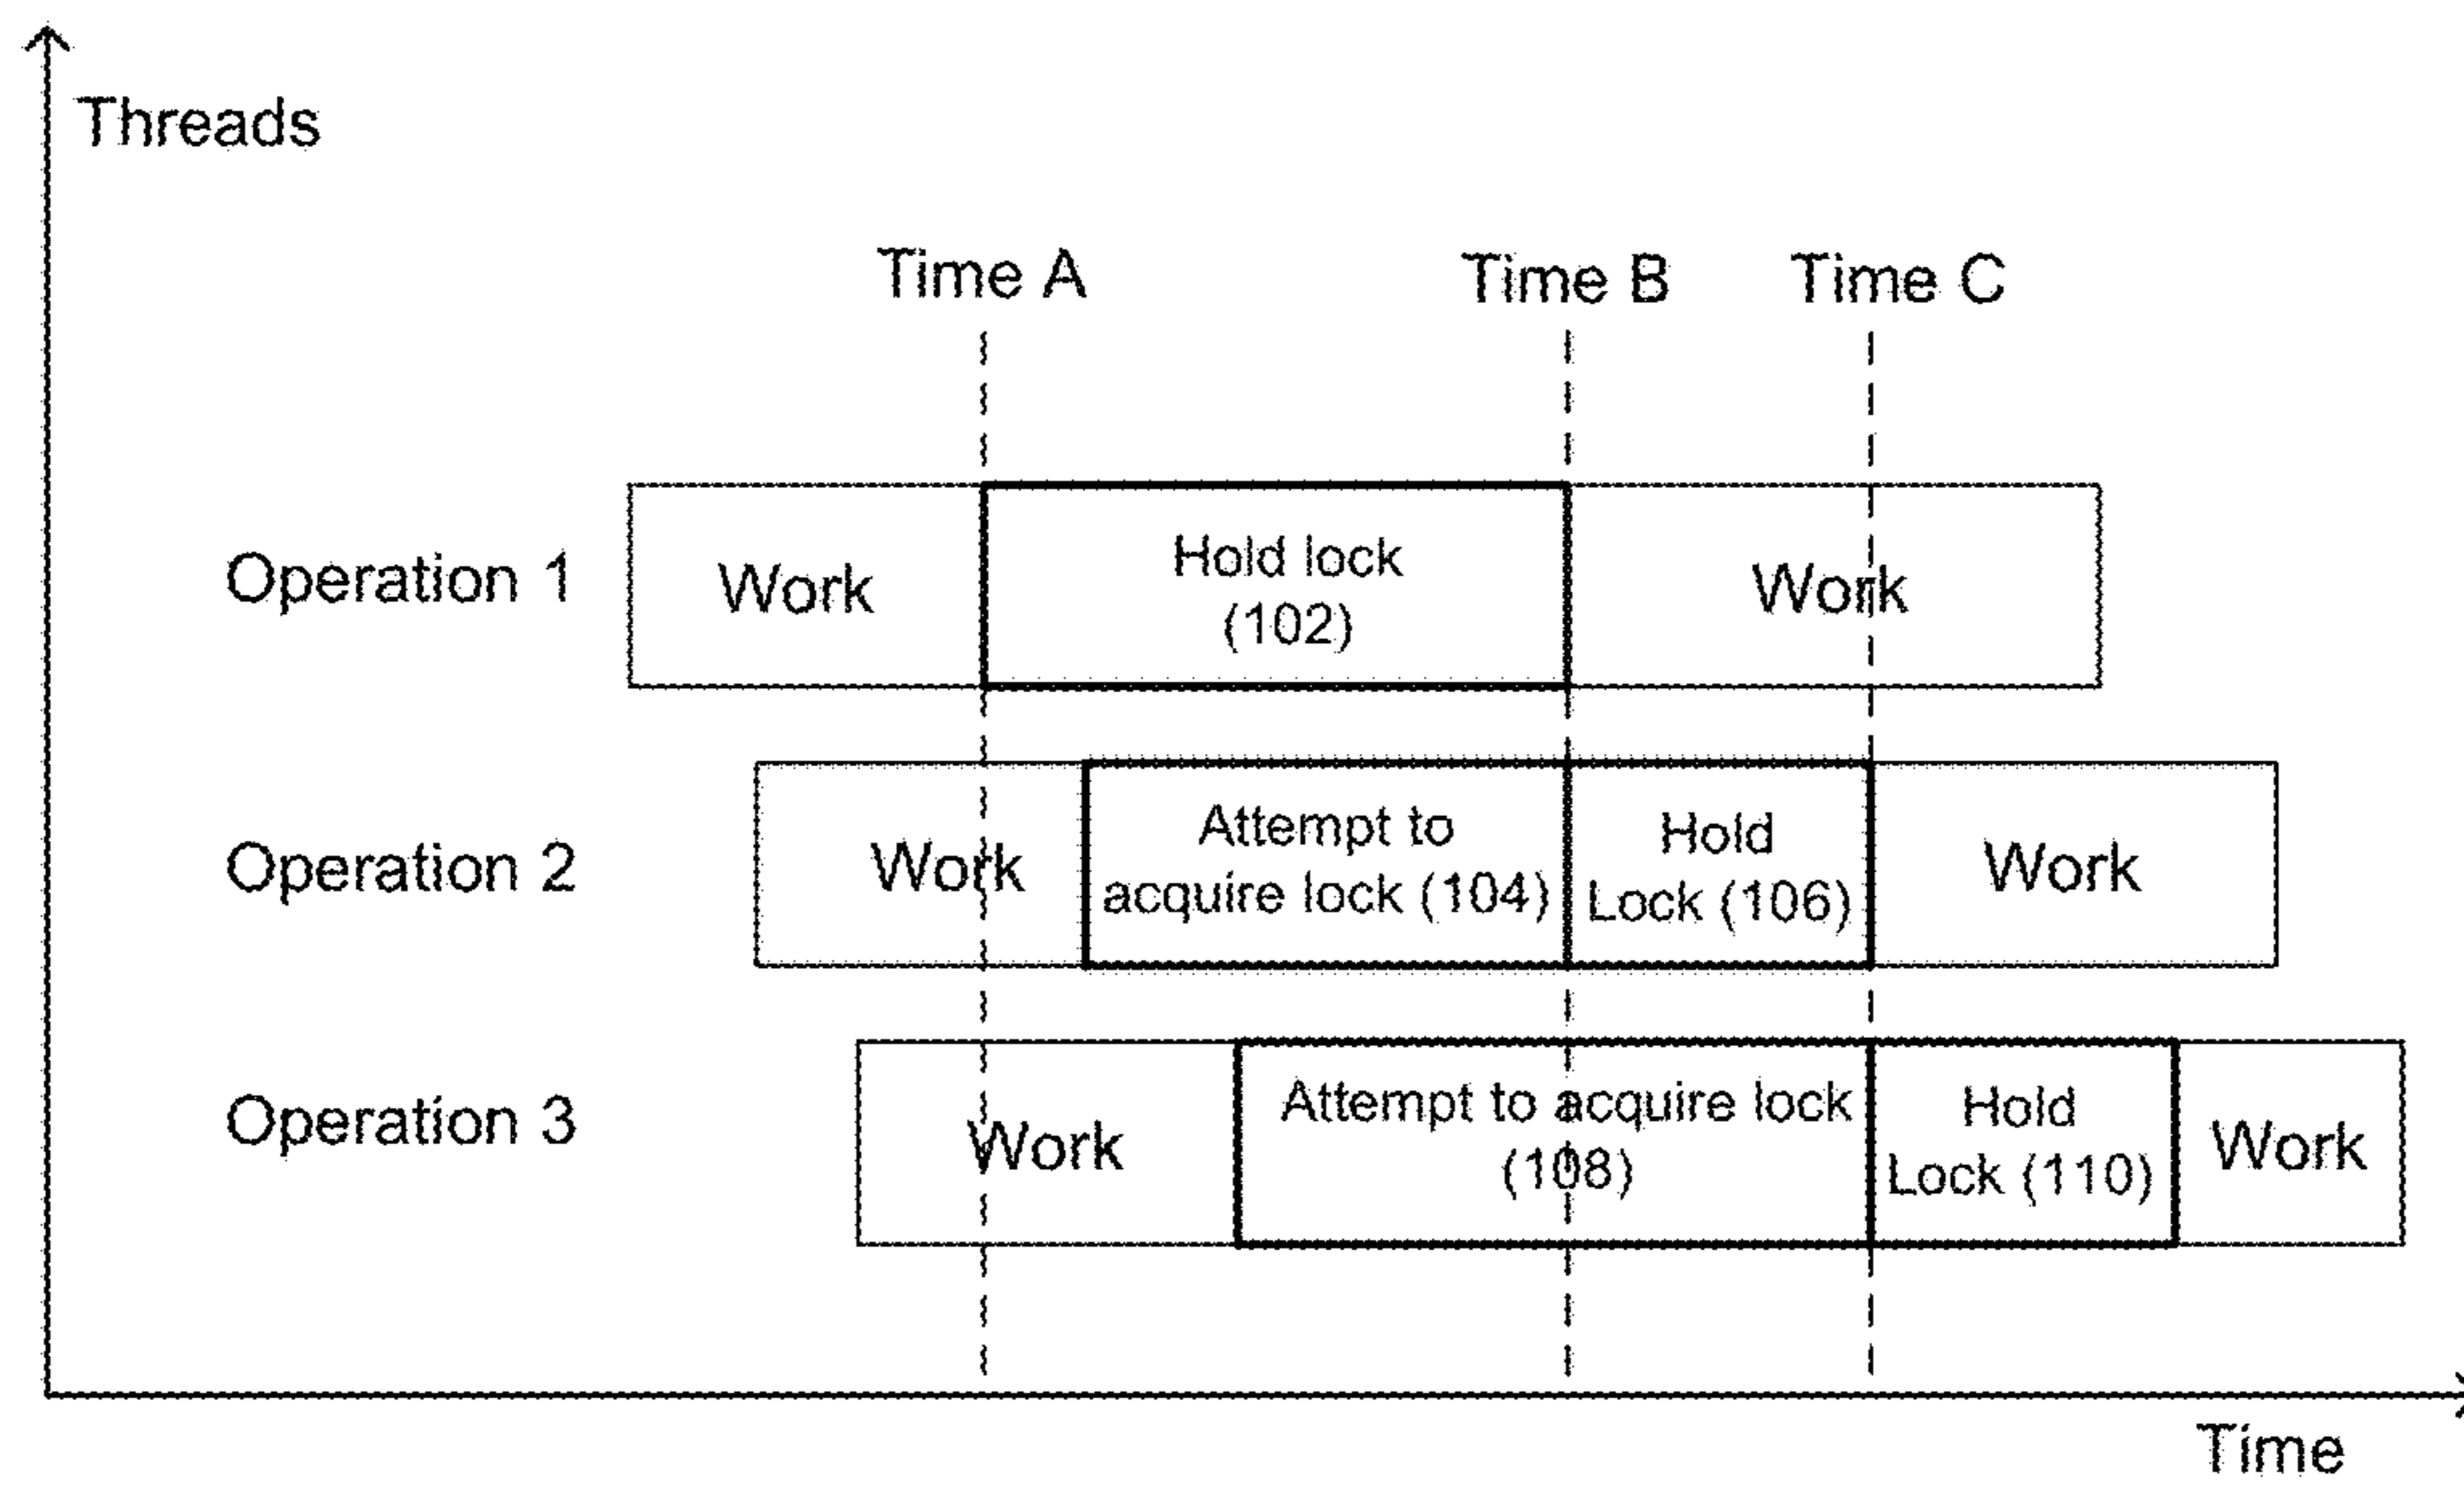 Threads
Time A
Time B
Time C
Operation 1
Work
Hold lock
(102)
Work
Operation 2
Work
Attempt to
acquire lock (104)
Hold
Lock (106)
Work
Operation 3
Work
Attempt to acquire lock
(108)
Hold
Lock (110)
Work
Time